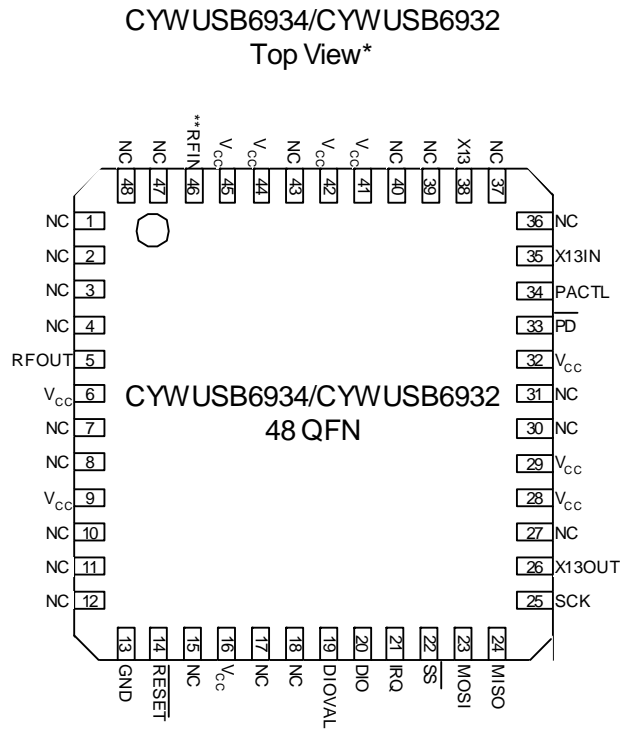 CYWUSB6934/CYWUSB6932
Top View*
NC NC **RFIN VCC VCC NC VCC VCC NC NC X13 NC
48 47 46 45 44 43 42 41 40 39 38 37
NC 1
NC 2
NC 3
NC 4
RFOUT 5
VCC 6
NC 7
NC 8
VCC 9
NC 10
NC 11
NC 12
CYWUSB6934/CYWUSB6932
48 QFN
36 NC
35 X13IN
34 PACTL
33 PD
32 VCC
31 NC
30 NC
29 VCC
28 VCC
27 NC
26 X13OUT
25 SCK
13 14 15 16 17 18 19 20 21 22 23 24
GND RESET NC VCC NC NC DIOVAL DIO IRQ SS MOSI MISO